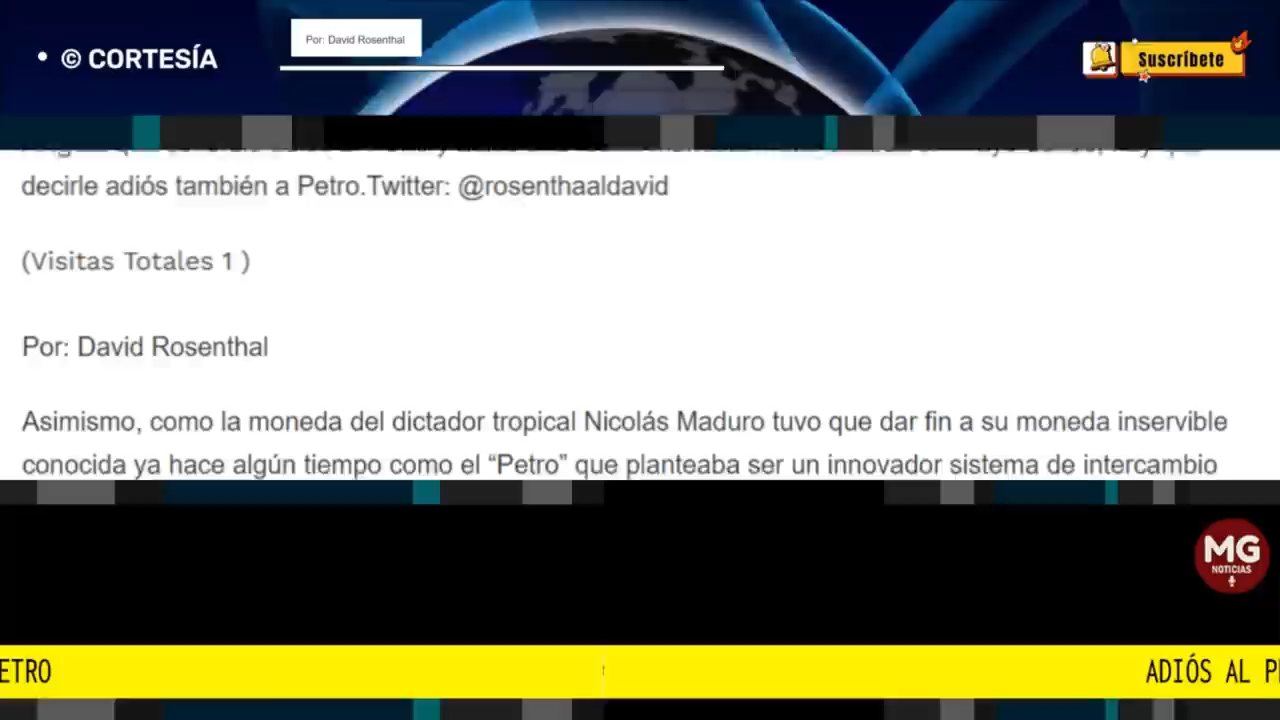 Por: David Rosenthal
• © CORTESÍA
Suscríbete
decirle adiós también a Petro.Twitter: @rosenthaaldavid
(Visitas Totales 1 )
Por: David Rosenthal
Asimismo, como la moneda del dictador tropical Nicolás Maduro tuvo que dar fin a su moneda inservible
conocida ya hace algún tiempo como el “Petro” que planteaba ser un innovador sistema de intercambio
MG
NOTICIAS
ETRO
ADIÓS AL P